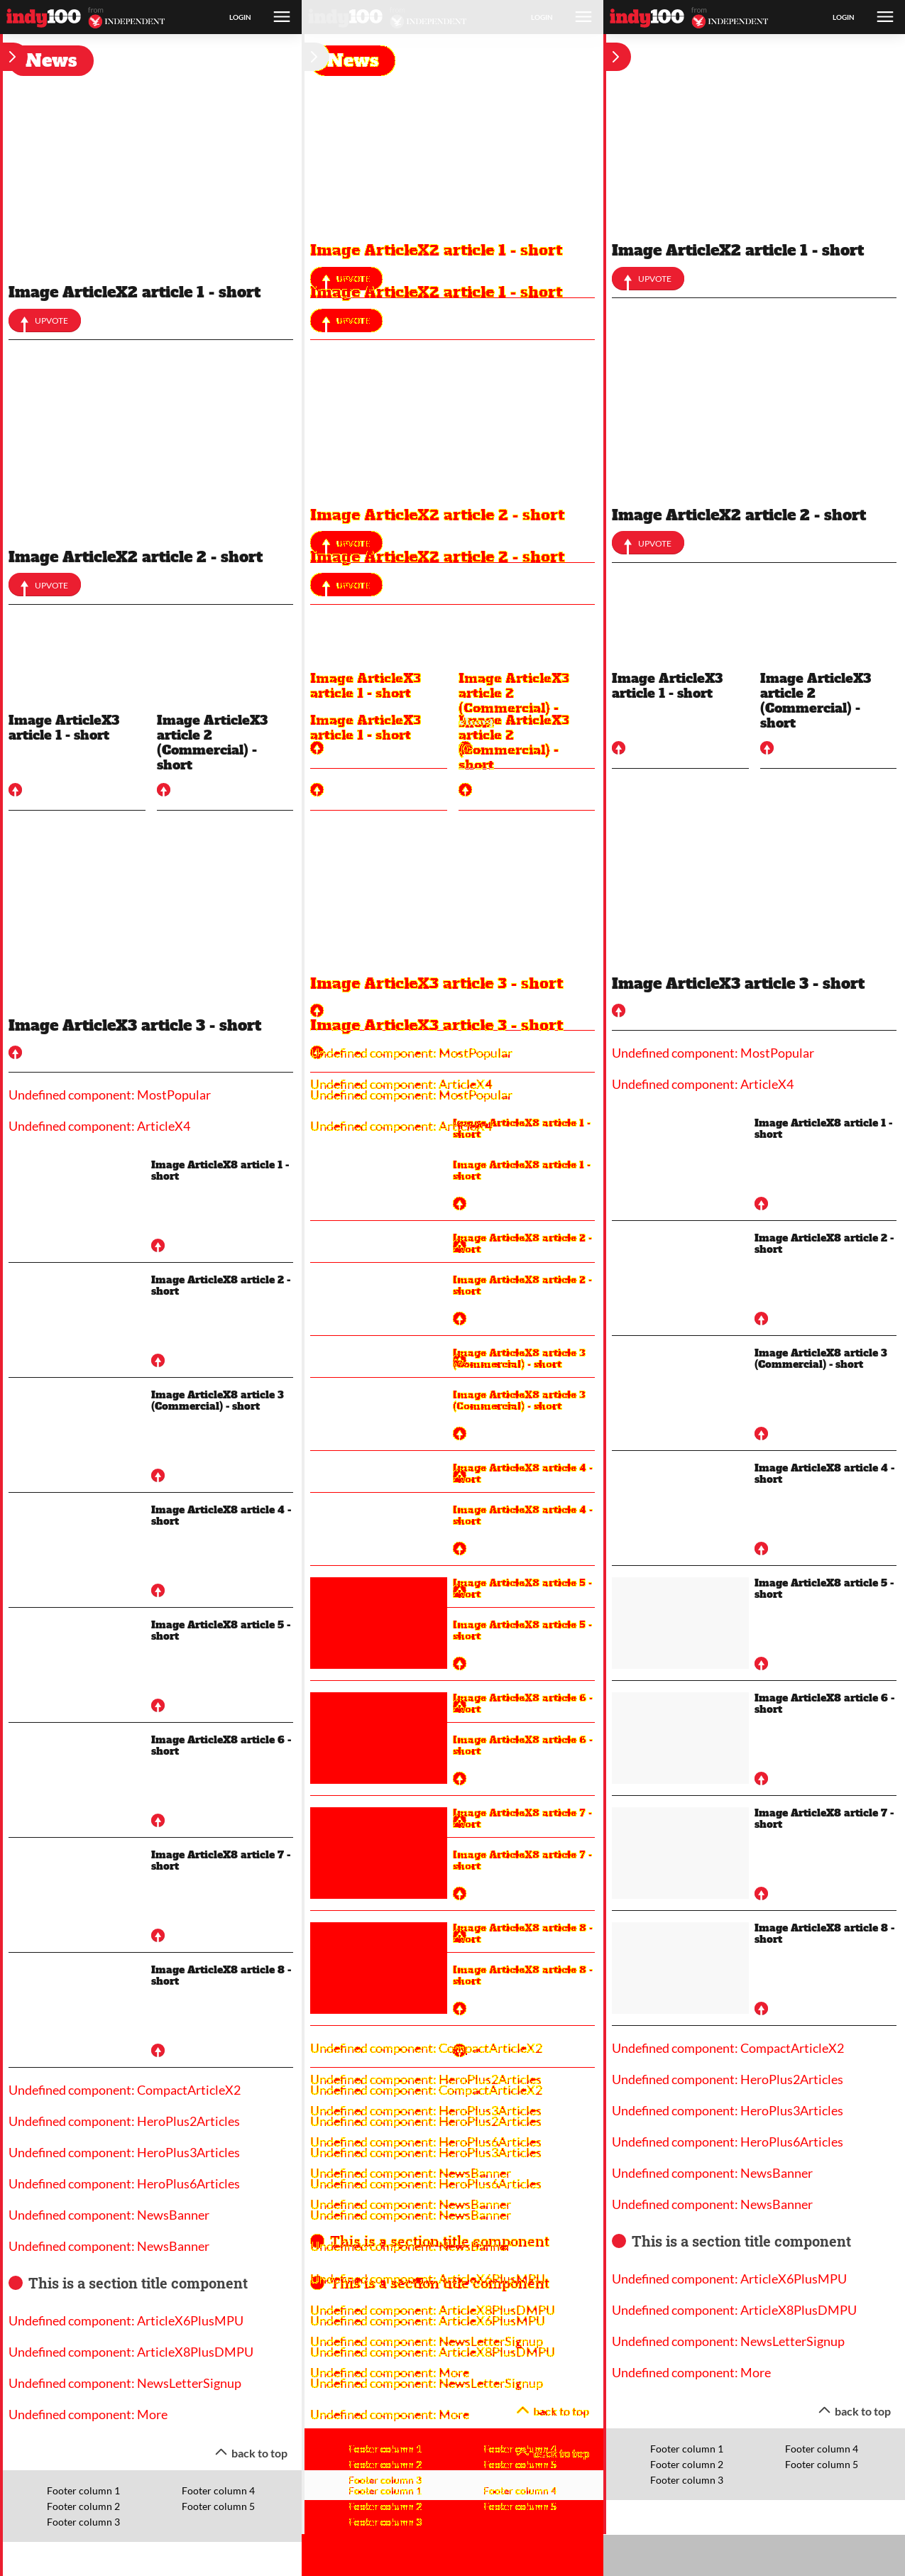 indy100 from INDEPENDENT LOGIN
News
Image ArticleX2 article 1 - short
UPVOTE
Image ArticleX2 article 2 - short
UPVOTE
Image ArticleX3
article 1 - short
Image ArticleX3
article 2
(Commercial) -
short
Image ArticleX3 article 3 - short
Undefined component: MostPopular
Undefined component: ArticleX4
Image ArticleX8 article 1 -
short
Image ArticleX8 article 2 -
short
Image ArticleX8 article 3
(Commercial) - short
Image ArticleX8 article 4 -
short
Image ArticleX8 article 5 -
short
Image ArticleX8 article 6 -
short
Image ArticleX8 article 7 -
short
Image ArticleX8 article 8 -
short
Undefined component: CompactArticleX2
Undefined component: HeroPlus2Articles
Undefined component: HeroPlus3Articles
Undefined component: HeroPlus6Articles
Undefined component: NewsBanner
Undefined component: NewsBanner
This is a section title component
Undefined component: ArticleX6PlusMPU
Undefined component: ArticleX8PlusDMPU
Undefined component: NewsLetterSignup
Undefined component: More
back to top
Footer column 1
Footer column 2
Footer column 3
Footer column 4
Footer column 5
indy100 INDEPENDENT LOGIN
News
Image ArticleX2 article 1 - short
UPVOTE
Image ArticleX2 article 1 - short
UPVOTE
Image ArticleX2 article 2 - short
UPVOTE
Image ArticleX2 article 2 - short
UPVOTE
Image ArticleX3
article 1 - short
Image ArticleX3
article 1 - short
Image ArticleX3
article 2
(Commercial) -
Image ArticleX3
article 2
(Commercial) -
short
Image ArticleX3 article 3 - short
Image ArticleX3 article 3 - short
Undefined component: MostPopular
Undefined component: ArticleX4
Undefined component: MostPopular
Undefined component: ArticleX4
Image ArticleX8 article 1 -
short
Image ArticleX8 article 1 -
short
Image ArticleX8 article 2 -
short
Image ArticleX8 article 2 -
short
Image ArticleX8 article 3
(Commercial) - short
Image ArticleX8 article 3
(Commercial) - short
Image ArticleX8 article 4 -
short
Image ArticleX8 article 4 -
short
Image ArticleX8 article 5 -
short
Image ArticleX8 article 5 -
short
Image ArticleX8 article 6 -
short
Image ArticleX8 article 6 -
short
Image ArticleX8 article 7 -
short
Image ArticleX8 article 7 -
short
Image ArticleX8 article 8 -
short
Image ArticleX8 article 8 -
short
Undefined component: CompactArticleX2
Undefined component: HeroPlus2Articles
Undefined component: CompactArticleX2
Undefined component: HeroPlus3Articles
Undefined component: HeroPlus2Articles
Undefined component: HeroPlus6Articles
Undefined component: HeroPlus3Articles
Undefined component: NewsBanner
Undefined component: HeroPlus6Articles
Undefined component: NewsBanner
Undefined component: NewsBanner
This is a section title component
Undefined component: NewsBanner
Undefined component: ArticleX6PlusMPU
This is a section title component
Undefined component: ArticleX8PlusDMPU
Undefined component: ArticleX6PlusMPU
Undefined component: NewsLetterSignup
Undefined component: ArticleX8PlusDMPU
Undefined component: More
Undefined component: NewsLetterSignup
back to top
Undefined component: More
Footer column 1
Footer column 4
back to top
Footer column 2
Footer column 5
Footer column 3
Footer column 1
Footer column 4
Footer column 2
Footer column 5
Footer column 3
indy100 from INDEPENDENT LOGIN
Image ArticleX2 article 1 - short
UPVOTE
Image ArticleX2 article 2 - short
UPVOTE
Image ArticleX3
article 1 - short
Image ArticleX3
article 2
(Commercial) -
short
Image ArticleX3 article 3 - short
Undefined component: MostPopular
Undefined component: ArticleX4
Image ArticleX8 article 1 -
short
Image ArticleX8 article 2 -
short
Image ArticleX8 article 3
(Commercial) - short
Image ArticleX8 article 4 -
short
Image ArticleX8 article 5 -
short
Image ArticleX8 article 6 -
short
Image ArticleX8 article 7 -
short
Image ArticleX8 article 8 -
short
Undefined component: CompactArticleX2
Undefined component: HeroPlus2Articles
Undefined component: HeroPlus3Articles
Undefined component: HeroPlus6Articles
Undefined component: NewsBanner
Undefined component: NewsBanner
This is a section title component
Undefined component: ArticleX6PlusMPU
Undefined component: ArticleX8PlusDMPU
Undefined component: NewsLetterSignup
Undefined component: More
back to top
Footer column 1
Footer column 2
Footer column 3
Footer column 4
Footer column 5